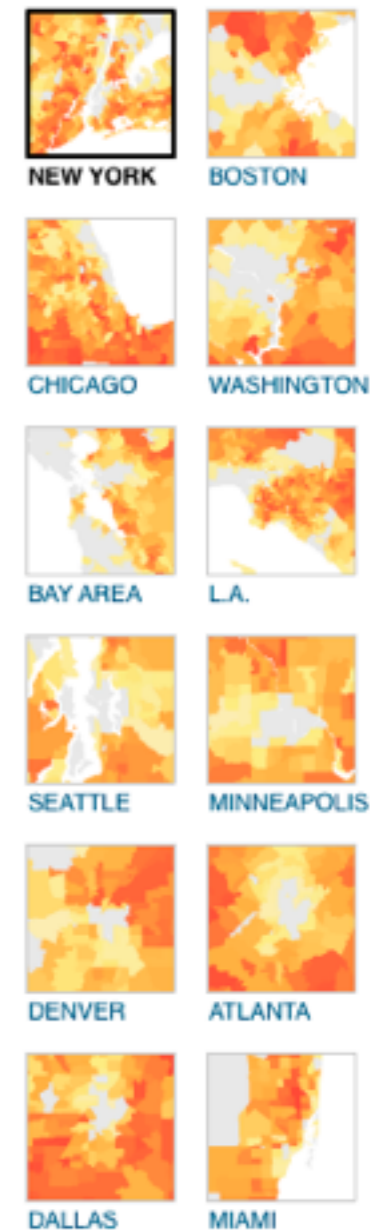 NEW YORK
BOSTON
CHICAGO
WASHINGTON
BAY AREA
L.A.
SEATTLE
MINNEAPOLIS
DENVER
ATLANTA
DALLAS
MIAMI